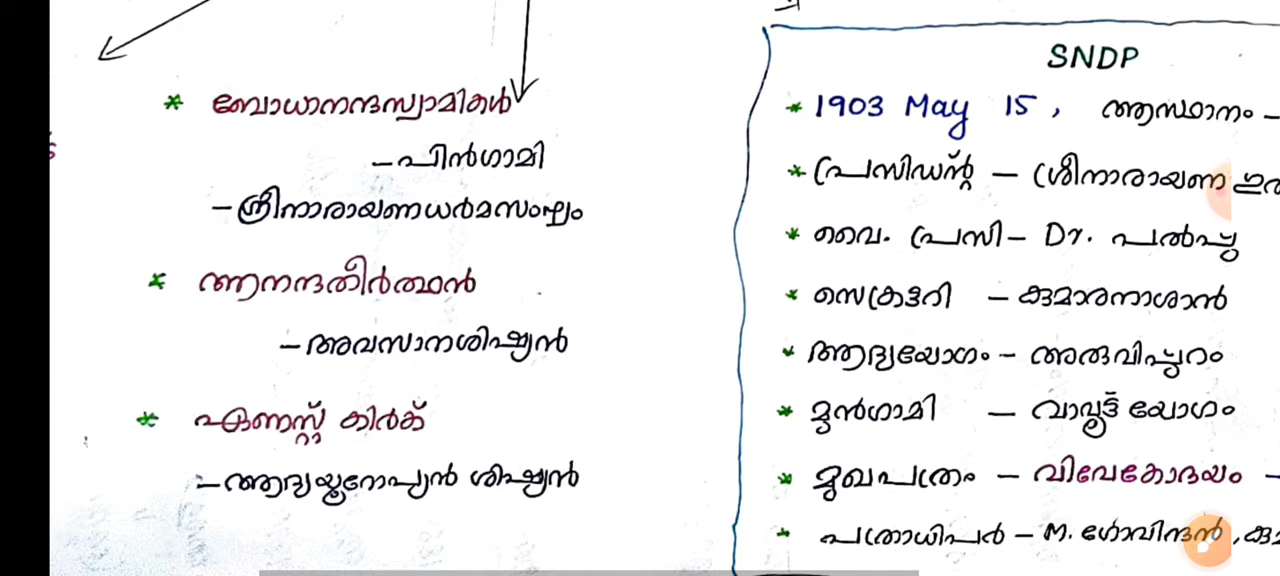 * ബോധാനന്ദസ്വാമികൾ
– പിൻഗാമി
– ശ്രീനാരായണധർമസംഘം
* ആനന്ദതീർത്ഥൻ
– അവസാനശിഷ്യൻ
* ഏണസ്റ്റ് കിർക്
– ആദ്യയൂറോപ്യൻ ശിഷ്യൻ
SNDP
* 1903 May 15, ആസ്ഥാനം –
* പ്രസിഡന്റ് – ശ്രീനാരായണ
* വൈ. പ്രസി – Dr. പൽപ്പു
* സെക്രട്ടറി – കുമാരനാശാൻ
* ആദ്യയോഗം – അരുവിപ്പുറം
* മുൻഗാമി – വാവൂട്ട് യോഗം
* മുഖപത്രം – വിവേകോദയം –
* പത്രാധിപർ – M. ഗോവിന്ദൻ,